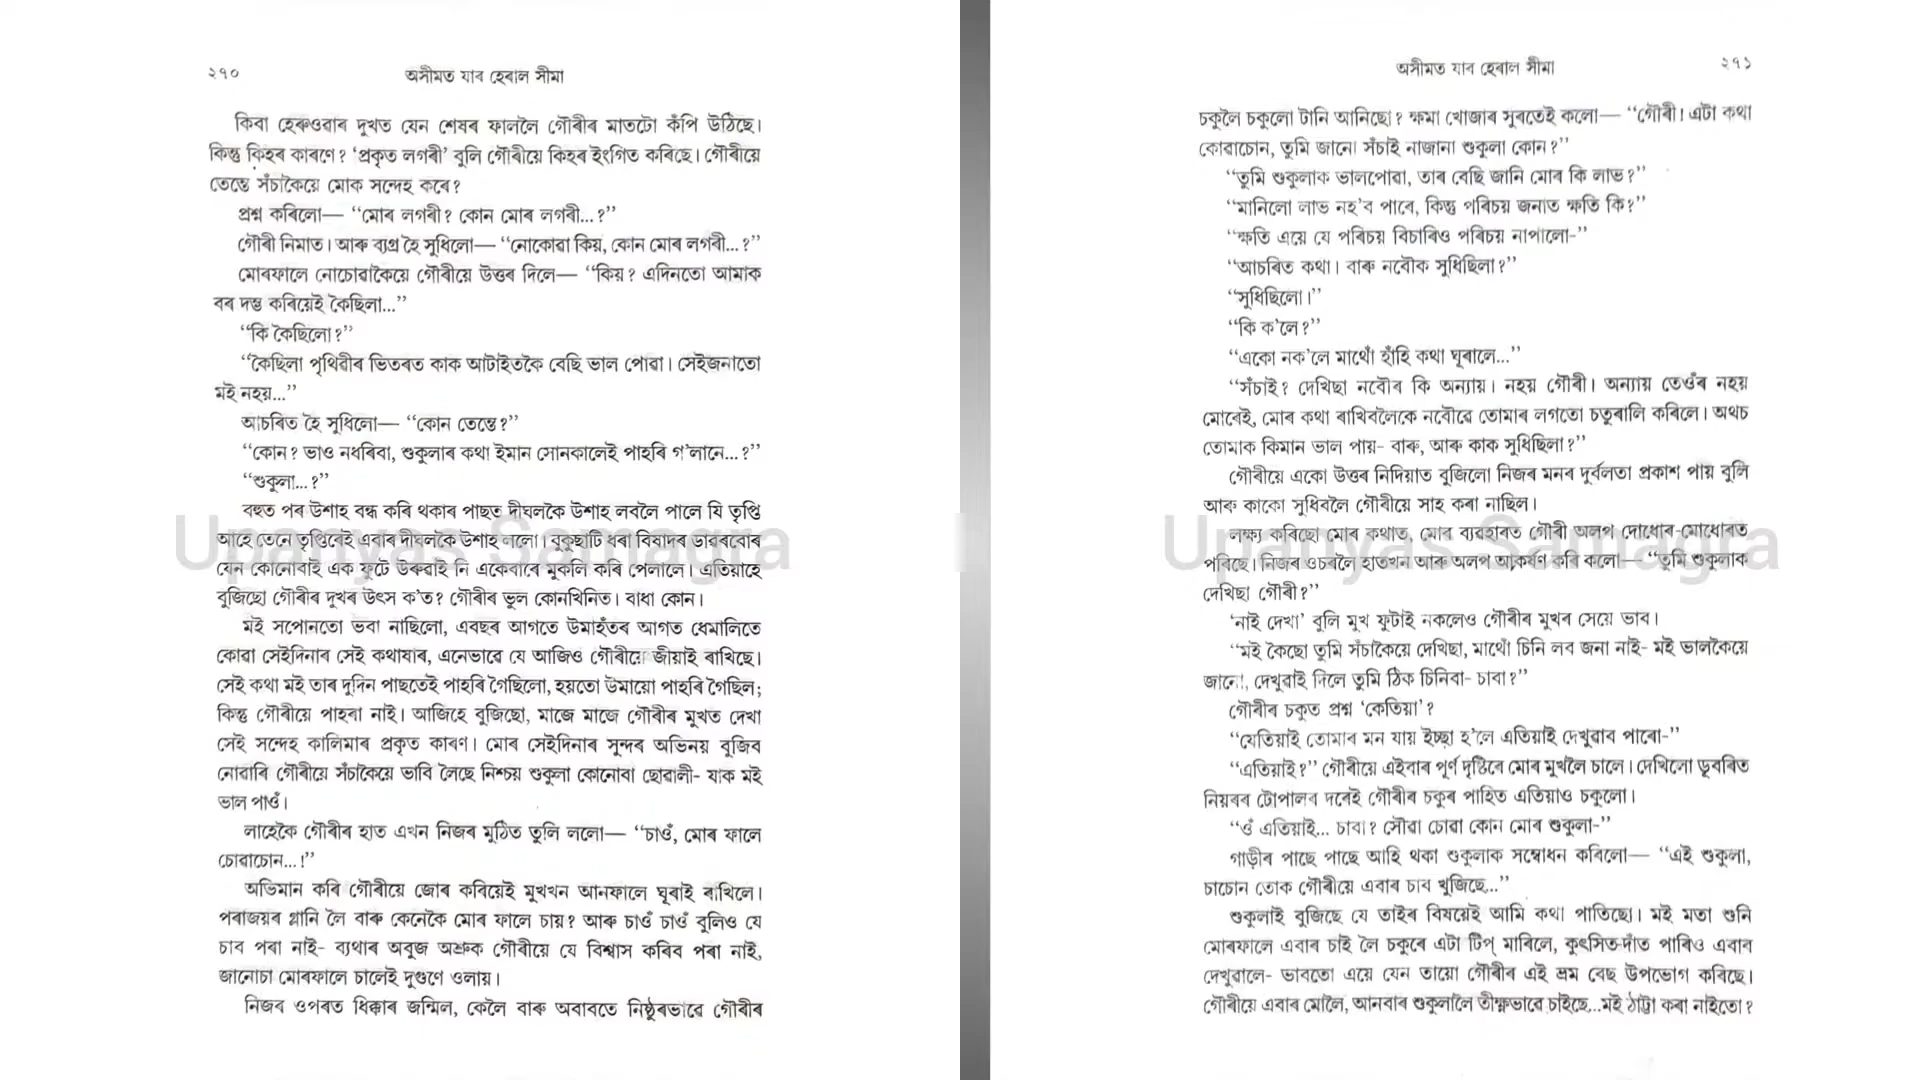 ২৭০
অসীমত যাৰ হেৰাল সীমা
কিবা হেৰুওৱাৰ দুখত যেন শেষৰ ফাললৈ গৌৰীৰ মাতটো কঁপি উঠিছে।
কিন্তু কিহৰ কাৰণে? ‘প্ৰকৃত লগৰী’ বুলি গৌৰীয়ে কিহৰ ইংগিত কৰিছে। গৌৰীয়ে
তেন্তে সঁচাকৈয়ে মোক সন্দেহ কৰে?
প্ৰশ্ন কৰিলো— “মোৰ লগৰী? কোন মোৰ লগৰী...?”
গৌৰী নিমাত। আৰু ব্যগ্ৰ হৈ সুধিলো— “নোকোৱা কিয়, কোন মোৰ লগৰী...?”
মোৰফালে নোচোৱাকৈয়ে গৌৰীয়ে উত্তৰ দিলে— “কিয়? এদিনতো আমাক
বৰ দম্ভ কৰিয়েই কৈছিলা...”
“কি কৈছিলো?”
“কৈছিলা পৃথিৱীৰ ভিতৰত কাক আটাইতকৈ বেছি ভাল পোৱা। সেইজনাতো
মই নহয়...”
আচৰিত হৈ সুধিলো— “কোন তেন্তে?”
“কোন? ভাও নধৰিবা, শুকুলাৰ কথা ইমান সোনকালেই পাহৰি গ’লানে...?”
“শুকুলা...?”
বহুত পৰ উশাহ বন্ধ কৰি থকাৰ পাছত দীঘলকৈ উশাহ লবলৈ পালে যি তৃপ্তি
আহে তেনে তৃপ্তিৰেই এবাৰ দীঘলকৈ উশাহ ললো। বুকুছাটি ধৰা বিষাদৰ ভাৱৰবোৰ
যেন কোনোবাই এক ফুটে উৰুৱাই নি একেবাৰে মুকলি কৰি পেলালে। এতিয়াহে
বুজিছো গৌৰীৰ দুখৰ উৎস ক’ত? গৌৰীৰ ভুল কোনখিনিত। বাধা কোন।
মই সপোনতো ভবা নাছিলো, এবছৰ আগতে উমাহঁতৰ আগত ধেমালিতে
কোৱা সেইদিনাৰ সেই কথাষাৰ, এনেভাৱে যে আজিও গৌৰীয়ে জীয়াই ৰাখিছে।
সেই কথা মই তাৰ দুদিন পাছতেই পাহৰি গৈছিলো, হয়তো উমায়ো পাহৰি গৈছিল;
কিন্তু গৌৰীয়ে পাহৰা নাই। আজিহে বুজিছো, মাজে মাজে গৌৰীৰ মুখত দেখা
সেই সন্দেহ কালিমাৰ প্ৰকৃত কাৰণ। মোৰ সেইদিনাৰ সুন্দৰ অভিনয় বুজিব
নোৱাৰি গৌৰীয়ে সঁচাকৈয়ে ভাবি লৈছে নিশ্চয় শুকুলা কোনোবা ছোৱালী- যাক মই
ভাল পাওঁ।
লাহেকৈ গৌৰীৰ হাত এখন নিজৰ মুঠিত তুলি ললো— “চাওঁ, মোৰ ফালে
চোৱাচোন...!”
অভিমান কৰি গৌৰীয়ে জোৰ কৰিয়েই মুখখন আনফালে ঘূৰাই ৰাখিলে।
পৰাজয়ৰ গ্লানি লৈ বাৰু কেনেকৈ মোৰ ফালে চায়? আৰু চাওঁ চাওঁ বুলিও যে
চাব পৰা নাই- ব্যথাৰ অবুজ অশ্ৰুক গৌৰীয়ে যে বিশ্বাস কৰিব পৰা নাই,
জানোচা মোৰফালে চালেই দুগুণে ওলায়।
নিজৰ ওপৰত ধিক্কাৰ জন্মিল, কেলৈ বাৰু অবাবতে নিষ্ঠুৰভাৱে গৌৰীৰ
Upanyas Samagra
অসীমত যাৰ হেৰাল সীমা
২৭১
চকুলৈ চকুলো টানি আনিছো? ক্ষমা খোজাৰ সুৰতেই কলো— “গৌৰী! এটা কথা
কোৱাচোন, তুমি জানো সঁচাই নাজানা শুকুলা কোন?”
“তুমি শুকুলাক ভালপোৱা, তাৰ বেছি জানি মোৰ কি লাভ?”
“মানিলো লাভ নহ’ব পাৰে, কিন্তু পৰিচয় জনাত ক্ষতি কি?”
“ক্ষতি এয়ে যে পৰিচয় বিচাৰিও পৰিচয় নাপালো-”
“আচৰিত কথা। বাৰু নবৌক সুধিছিলা?”
“সুধিছিলো।”
“কি ক’লে?”
“একো নক’লে মাথোঁ হাঁহি কথা ঘূৰালে...”
“সঁচাই? দেখিছা নবৌৰ কি অন্যায়। নহয় গৌৰী। অন্যায় তেওঁৰ নহয়
মোৰেই, মোৰ কথা ৰাখিবলৈকে নবৌৱে তোমাৰ লগতো চতুৰালি কৰিলে। অথচ
তোমাক কিমান ভাল পায়- বাৰু, আৰু কাক সুধিছিলা?”
গৌৰীয়ে একো উত্তৰ নিদিয়াত বুজিলো নিজৰ মনৰ দুৰ্বলতা প্ৰকাশ পায় বুলি
আৰু কাকো সুধিবলৈ গৌৰীয়ে সাহ কৰা নাছিল।
লক্ষ্য কৰিছো মোৰ কথাত, মোৰ ব্যৱহাৰত গৌৰী অলপ দোধোৰ-মোধোৰত
পৰিছে। নিজৰ ওচৰলৈ হাতখন আৰু অলপ আকৰ্ষণ কৰি কলো— “তুমি শুকুলাক
দেখিছা গৌৰী?”
‘নাই দেখা’ বুলি মুখ ফুটাই নকলেও গৌৰীৰ মুখৰ সেয়ে ভাব।
“মই কৈছো তুমি সঁচাকৈয়ে দেখিছা, মাথোঁ চিনি লব জনা নাই- মই ভালকৈয়ে
জানো, দেখুৱাই দিলে তুমি ঠিক চিনিবা- চাবা?”
গৌৰীৰ চকুত প্ৰশ্ন ‘কেতিয়া’?
“যেতিয়াই তোমাৰ মন যায় ইচ্ছা হ’লে এতিয়াই দেখুৱাব পাৰো-”
“এতিয়াই?” গৌৰীয়ে এইবাৰ পূৰ্ণ দৃষ্টিৰে মোৰ মুখলৈ চালে। দেখিলো ডুবৰিত
নিয়ৰৰ টোপালৰ দৰেই গৌৰীৰ চকুৰ পাহিত এতিয়াও চকুলো।
“ওঁ এতিয়াই... চাবা? সৌৱা চোৱা কোন মোৰ শুকুলা-”
গাড়ীৰ পাছে পাছে আহি থকা শুকুলাক সম্বোধন কৰিলো— “এই শুকুলা,
চাচোন তোক গৌৰীয়ে এবাৰ চাব খুজিছে...”
শুকুলাই বুজিছে যে তাইৰ বিষয়েই আমি কথা পাতিছো। মই মতা শুনি
মোৰফালে এবাৰ চাই লৈ চকুৰে এটা টিপ্ মাৰিলে, কুৎসিত-দাঁত পাৰিও এবাৰ
দেখুৱালে- ভাবতো এয়ে যেন তায়ো গৌৰীৰ এই ভ্ৰম বেছ উপভোগ কৰিছে।
গৌৰীয়ে এবাৰ মোলৈ, আনবাৰ শুকুলালৈ তীক্ষ্ণভাৱে চাইছে...মই ঠাট্টা কৰা নাইতো?
Upanyas Samagra